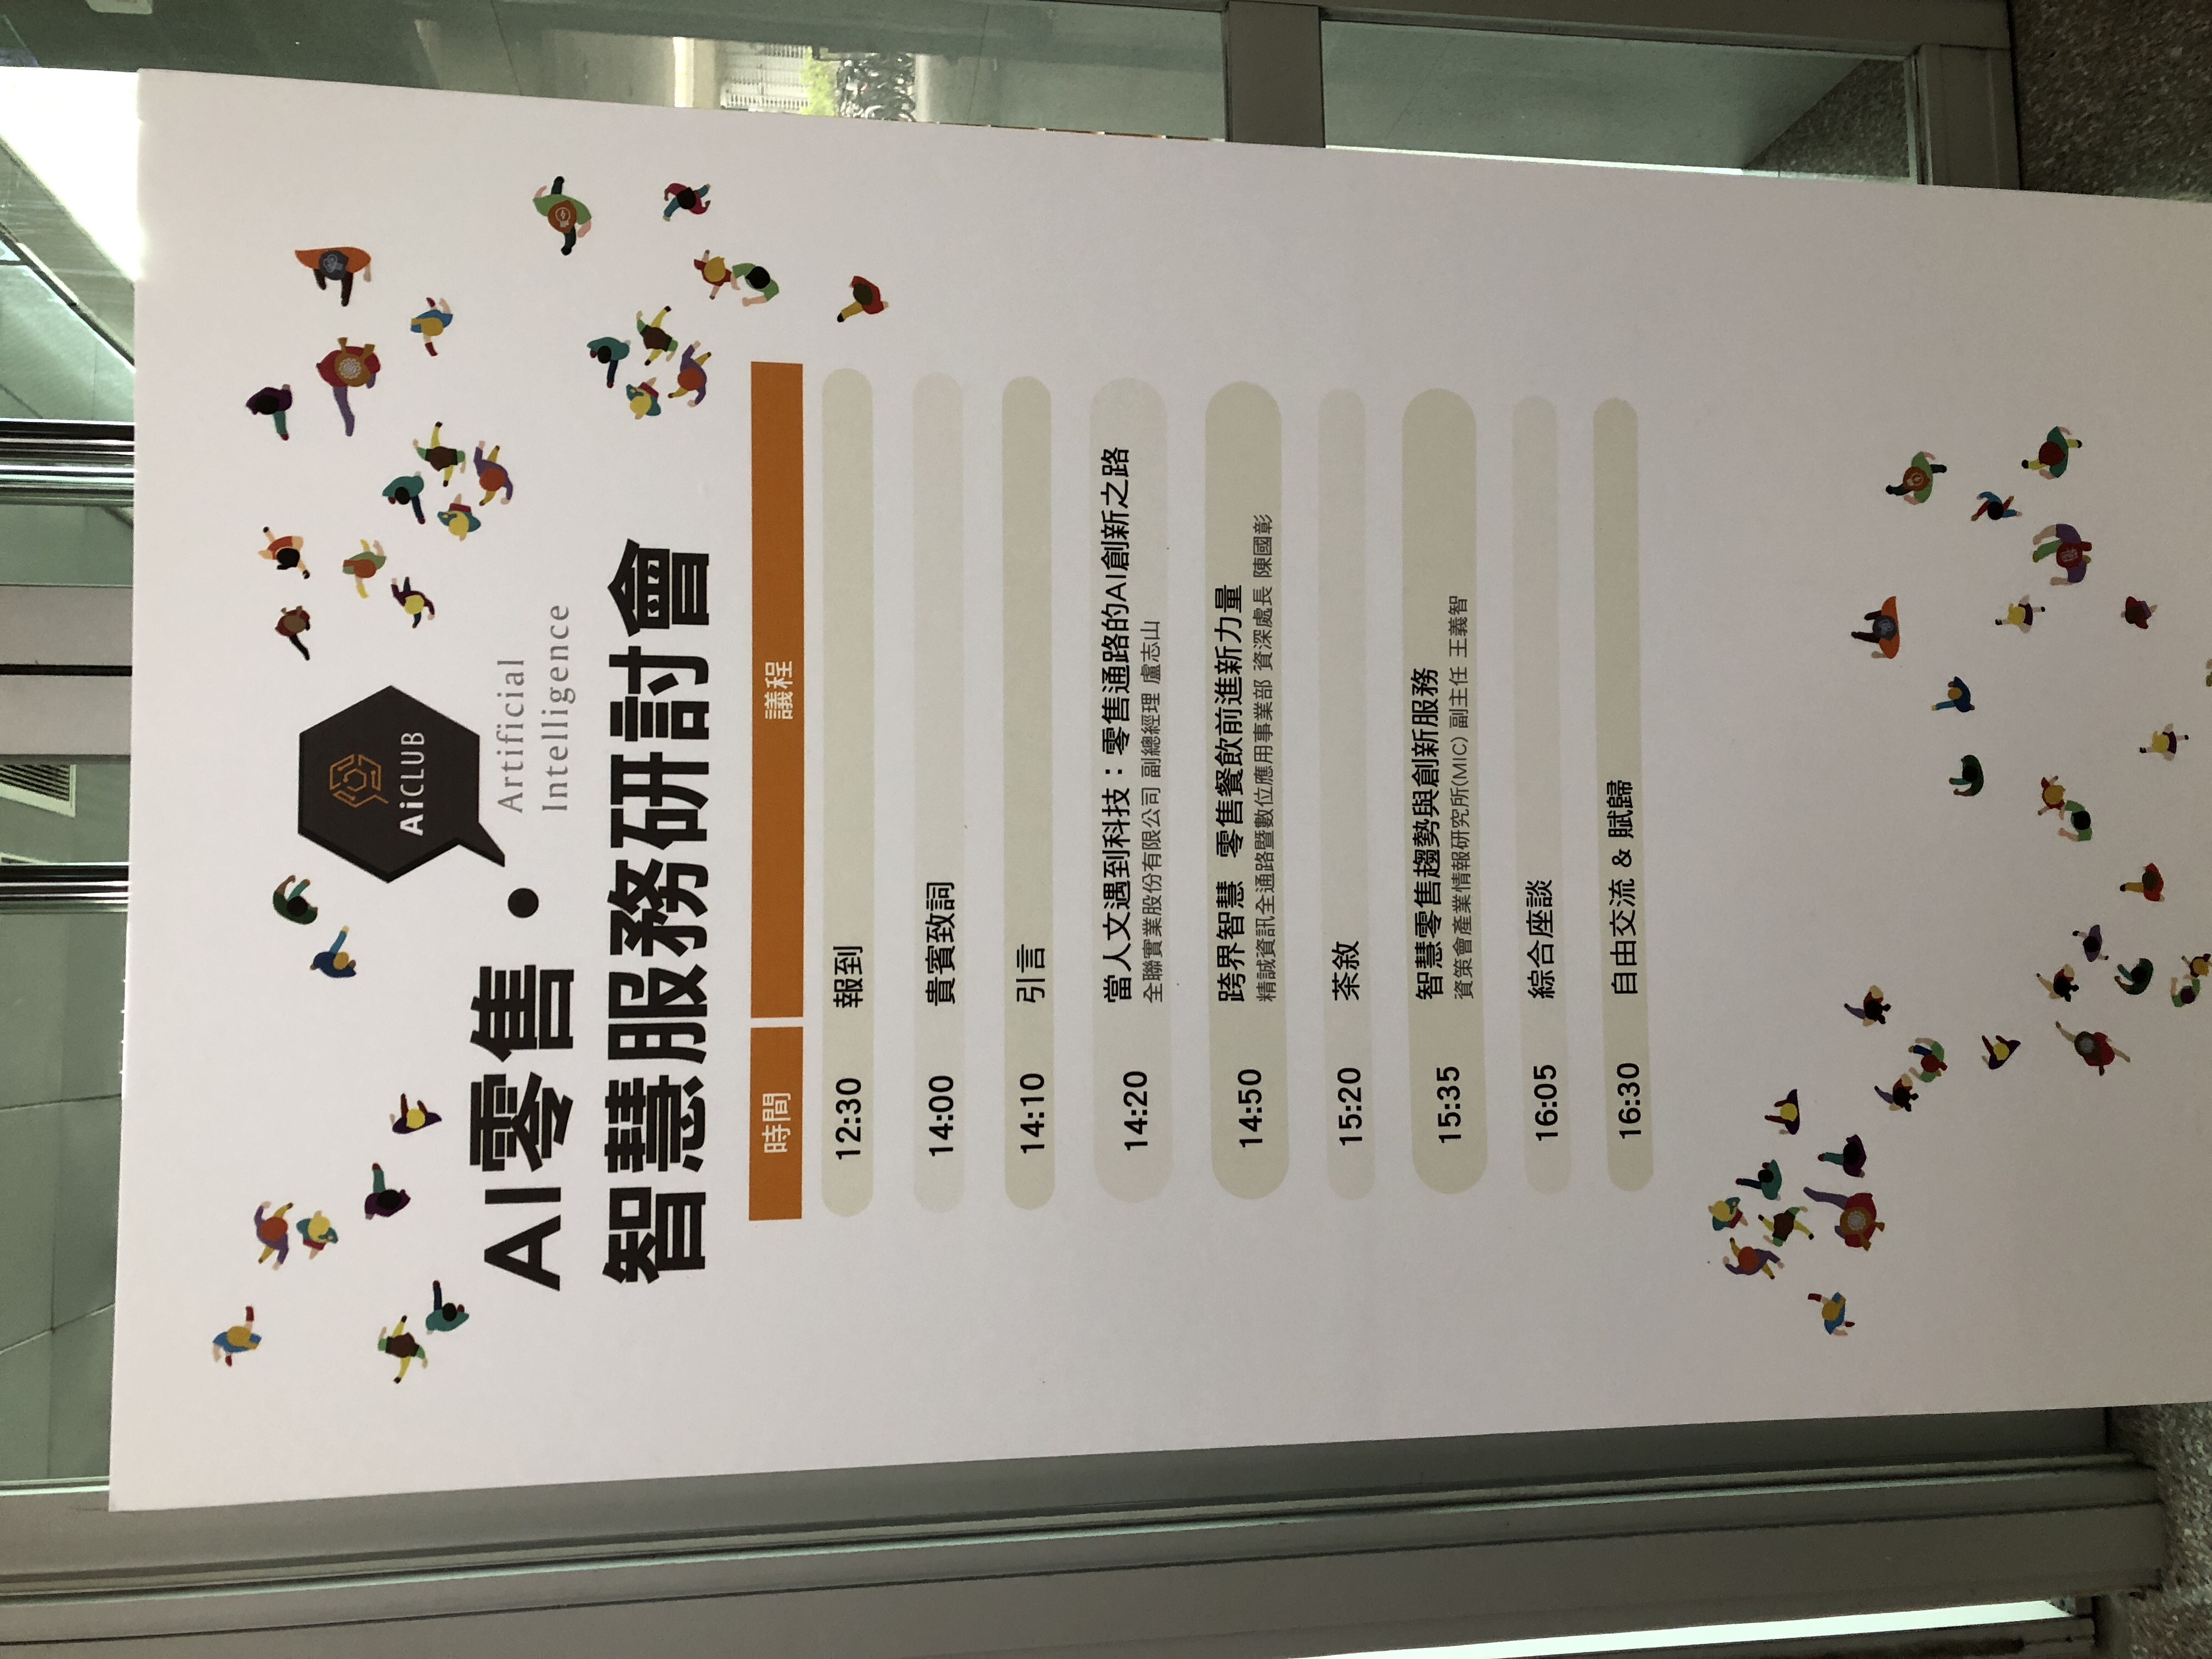 AiCLUB
AI零售・
Artificial
Intelligence
智慧服務研討會
時間 議程
12:30 報到
14:00 貴賓致詞
14:10 引言
14:20 當人文遇到科技：零售通路的AI創新之路
全聯實業股份有限公司 副總經理 盧志山
14:50 跨界智慧 零售餐飲前進新力量
精誠資訊全通路暨數位應用事業部 資深處長 陳國彰
15:20 茶敘
15:35 智慧零售趨勢與創新服務
資策會產業情報研究所(MIC) 副主任 王義智
16:05 綜合座談
16:30 自由交流 & 賦歸